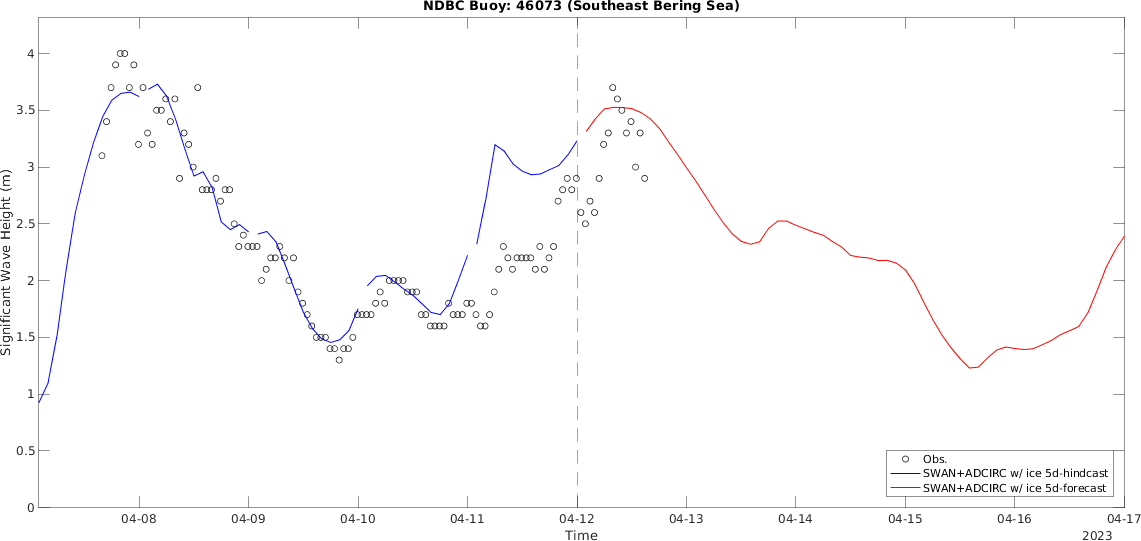 NDBC Buoy: 46073 (Southeast Bering Sea)
Significant Wave Height (m)
4
3.5
3
2.5
2
1.5
1
0.5
0
Obs.
SWAN+ADCIRC w/ ice 5d-hindcast
SWAN+ADCIRC w/ ice 5d-forecast
04-08 04-09 04-10 04-11 04-12 04-13 04-14 04-15 04-16 04-17
Time
2023